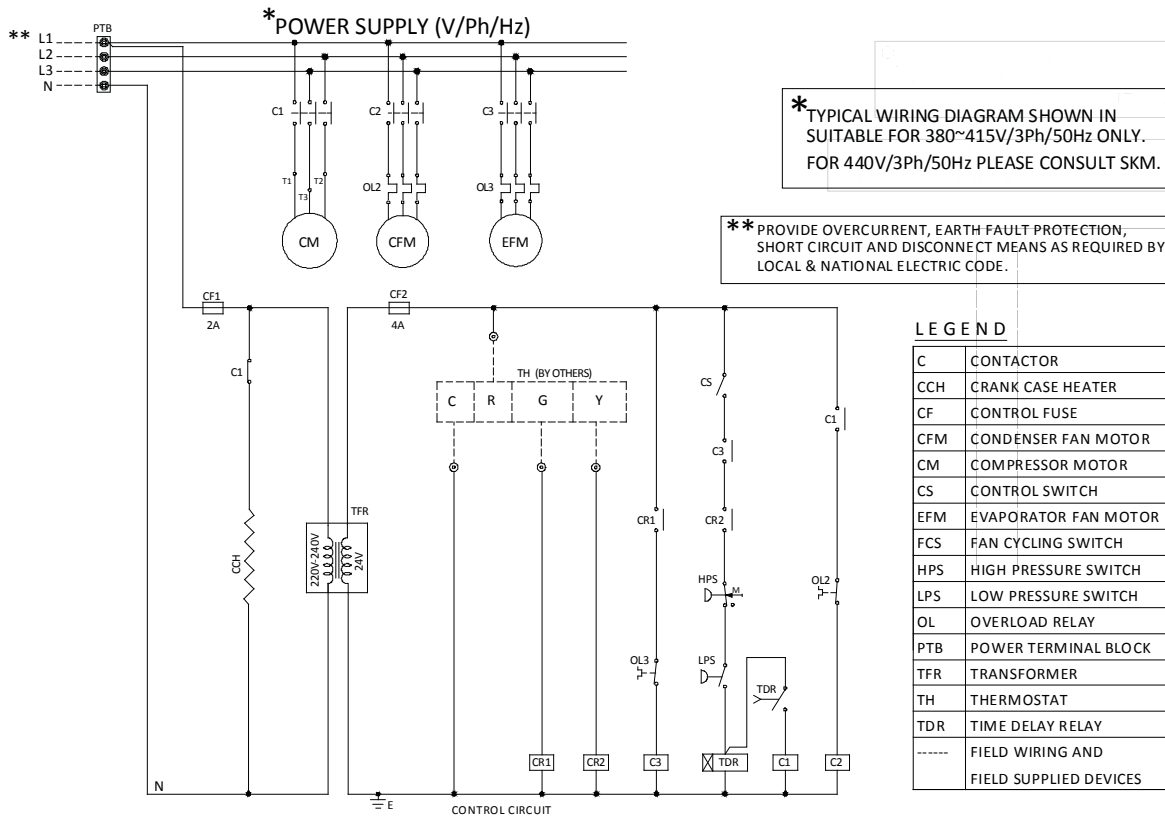 *POWER SUPPLY (V/Ph/Hz)
PTB
** L1
L2
L3
N
C1
C2
C3
T1
T2
T3
OL2
OL3
CM
CFM
EFM
*TYPICAL WIRING DIAGRAM SHOWN IN
SUITABLE FOR 380~415V/3Ph/50Hz ONLY.
FOR 440V/3Ph/50Hz PLEASE CONSULT SKM.
**PROVIDE OVERCURRENT, EARTH FAULT PROTECTION,
SHORT CIRCUIT AND DISCONNECT MEANS AS REQUIRED BY
LOCAL & NATIONAL ELECTRIC CODE.
CF1
2A
CF2
4A
C1
TH (BY OTHERS)
C R G Y
CS
C3
C1
CR1
CR2
TFR
220V-240V
24V
CCH
HPS
M
OL2
OL3
LPS
TDR
CR1
CR2
C3
TDR
C1
C2
N
E
CONTROL CIRCUIT
LEGEND
C CONTACTOR
CCH CRANK CASE HEATER
CF CONTROL FUSE
CFM CONDENSER FAN MOTOR
CM COMPRESSOR MOTOR
CS CONTROL SWITCH
EFM EVAPORATOR FAN MOTOR
FCS FAN CYCLING SWITCH
HPS HIGH PRESSURE SWITCH
LPS LOW PRESSURE SWITCH
OL OVERLOAD RELAY
PTB POWER TERMINAL BLOCK
TFR TRANSFORMER
TH THERMOSTAT
TDR TIME DELAY RELAY
------ FIELD WIRING AND
FIELD SUPPLIED DEVICES